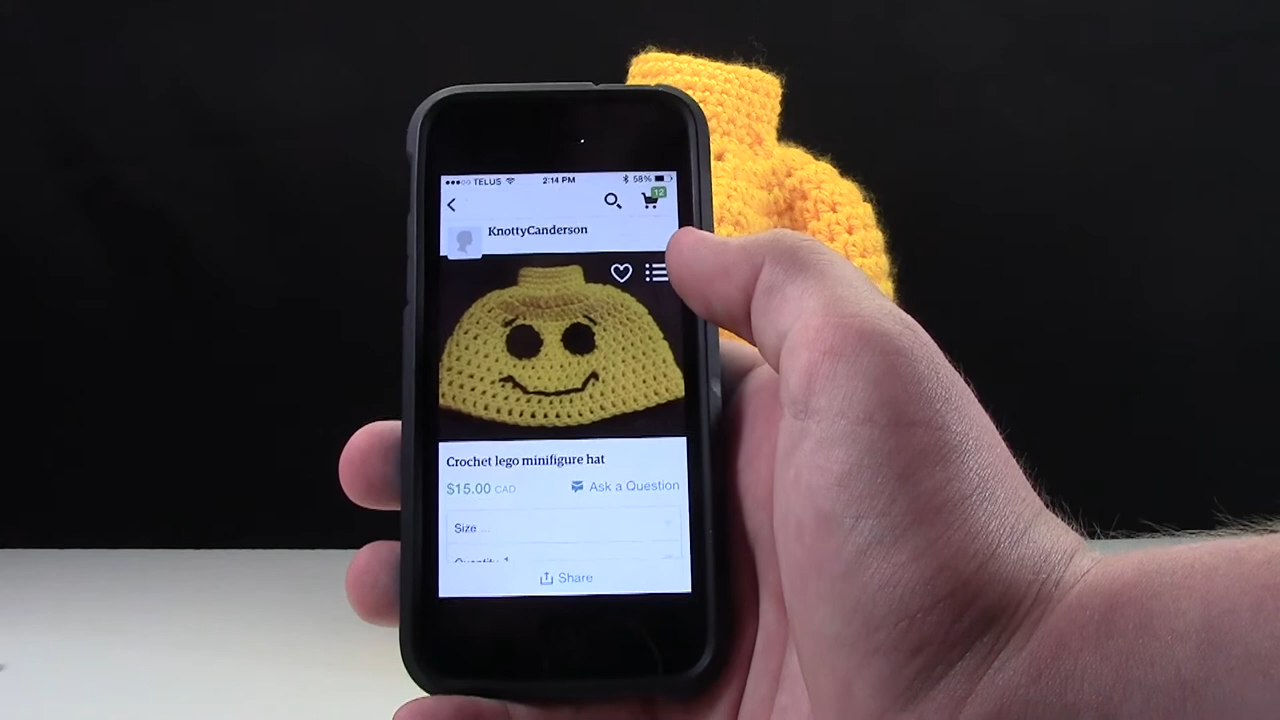 TELUS 2:14 PM 58%
12
KnottyCanderson
Crochet lego minifigure hat
$15.00 CAD Ask a Question
Size ...
Quantity 1
Share